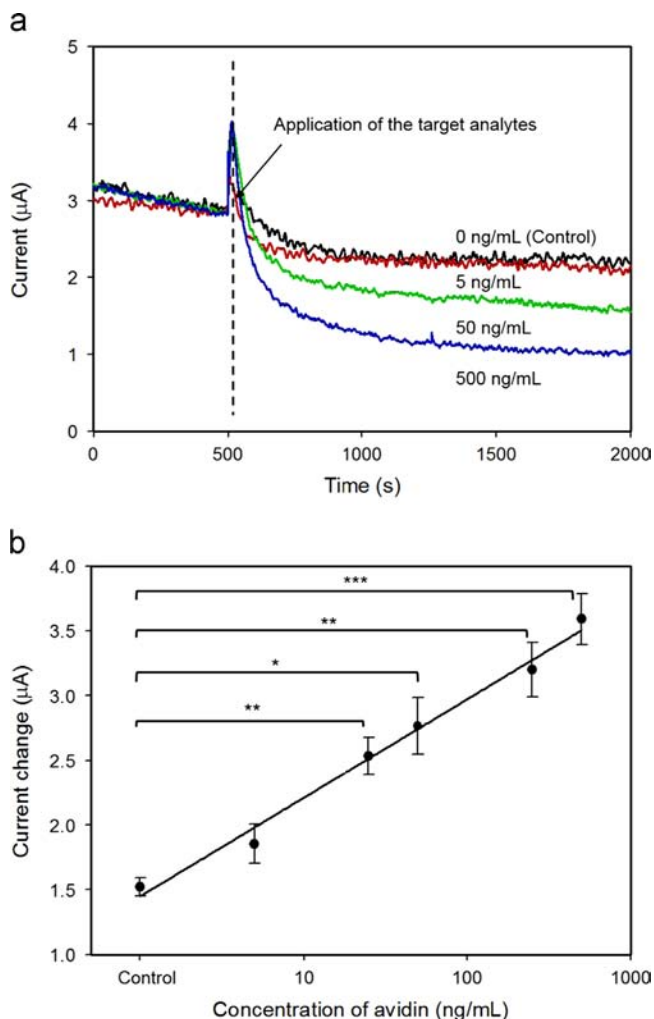 a
5
4
3
2
1
0
Current (μA)
Application of the target analytes
0 ng/mL (Control)
5 ng/mL
50 ng/mL
500 ng/mL
0 500 1000 1500 2000
Time (s)
b
4.0
3.5
3.0
2.5
2.0
1.5
1.0
Current change (μA)
***
**
*
**
Control 10 100 1000
Concentration of avidin (ng/mL)